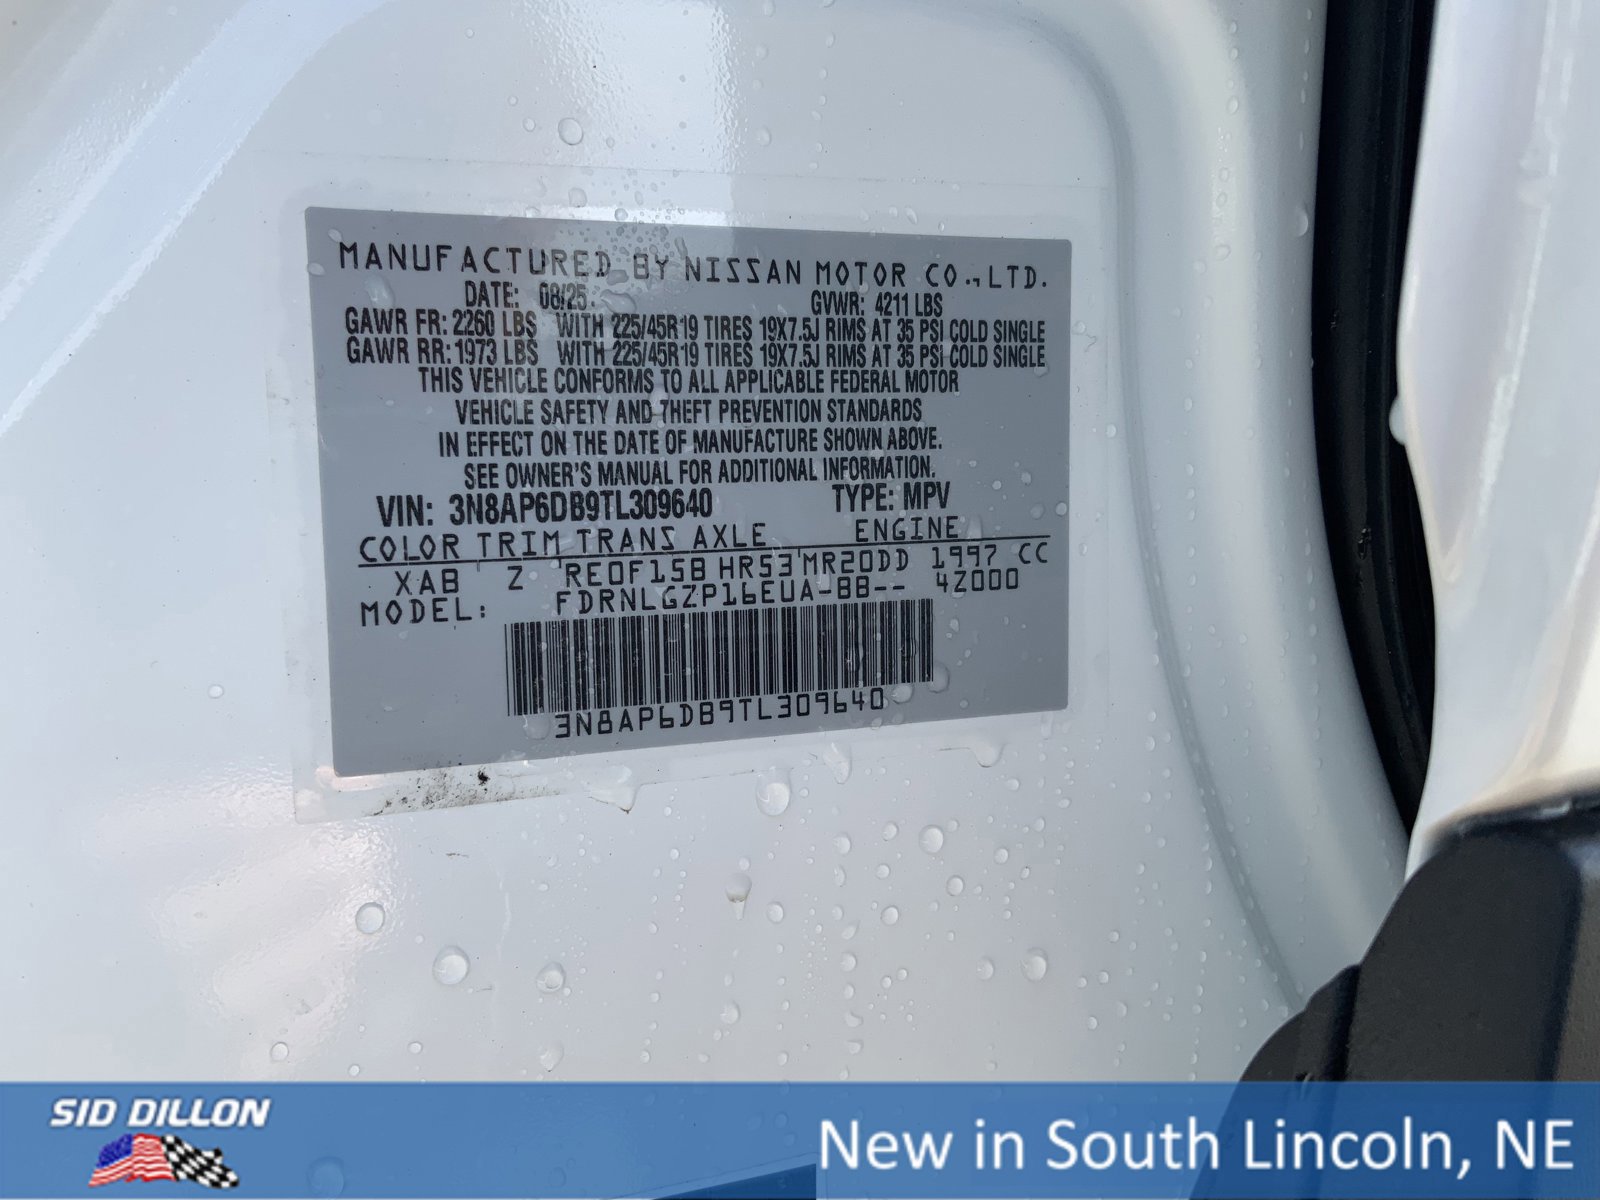 MANUFACTURED BY NISSAN MOTOR CO., LTD.
DATE: 08/25 GVWR: 4211 LBS
GAWR FR: 2260 LBS WITH 225/45R19 TIRES 19X7.5J RIMS AT 35 PSI COLD SINGLE
GAWR RR: 1973 LBS WITH 225/45R19 TIRES 19X7.5J RIMS AT 35 PSI COLD SINGLE
THIS VEHICLE CONFORMS TO ALL APPLICABLE FEDERAL MOTOR
VEHICLE SAFETY AND THEFT PREVENTION STANDARDS
IN EFFECT ON THE DATE OF MANUFACTURE SHOWN ABOVE.
SEE OWNER'S MANUAL FOR ADDITIONAL INFORMATION.
VIN: 3N8AP6DB9TL309640 TYPE: MPV
COLOR TRIM TRANS AXLE ENGINE
XAB Z RE0F15B HR53 MR20DD 1997 CC
MODEL: FDRNLGZP16EUA-BB-- 4Z000
3N8AP6DB9TL309640
SID DILLON
New in South Lincoln, NE